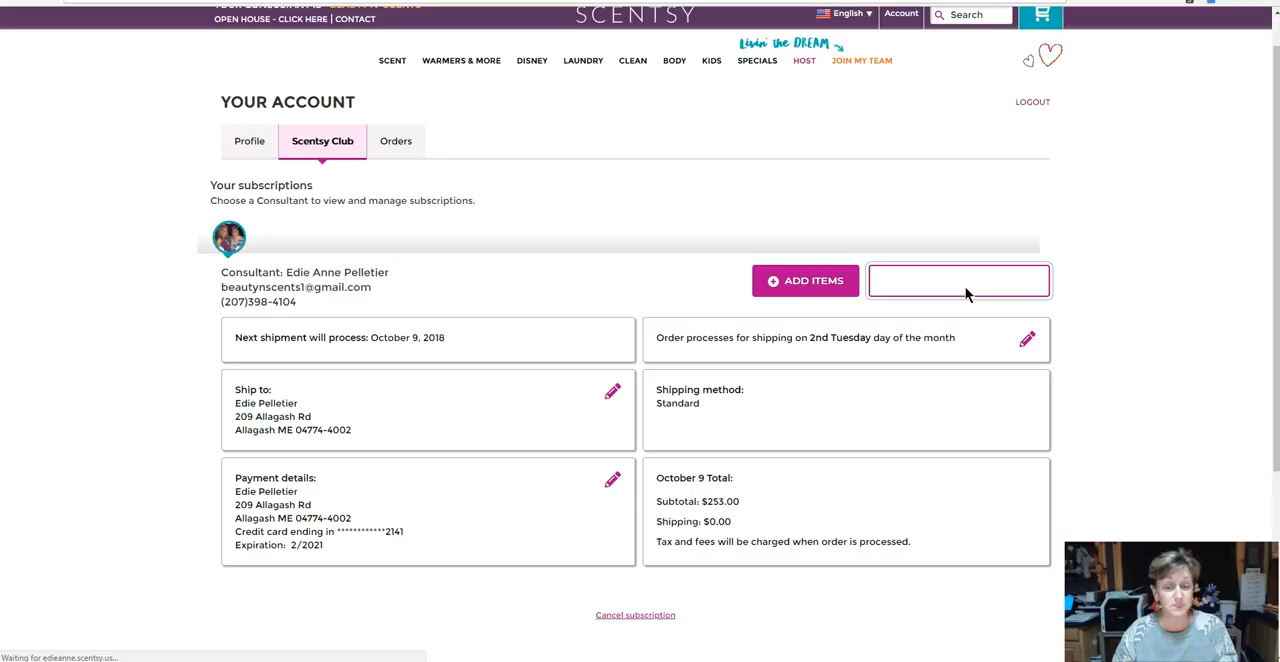 OPEN HOUSE - CLICK HERE | CONTACT
SCENTSY
English ▼
Account
Search
Livin' the DREAM
SCENT WARMERS & MORE DISNEY LAUNDRY CLEAN BODY KIDS SPECIALS HOST JOIN MY TEAM
YOUR ACCOUNT
LOGOUT
Profile
Scentsy Club
Orders
Your subscriptions
Choose a Consultant to view and manage subscriptions.
Consultant: Edie Anne Pelletier
beautynscents1@gmail.com
(207)398-4104
ADD ITEMS
Next shipment will process: October 9, 2018
Order processes for shipping on 2nd Tuesday day of the month
Ship to:
Edie Pelletier
209 Allagash Rd
Allagash ME 04774-4002
Shipping method:
Standard
Payment details:
Edie Pelletier
209 Allagash Rd
Allagash ME 04774-4002
Credit card ending in ************2141
Expiration: 2/2021
October 9 Total:
Subtotal: $253.00
Shipping: $0.00
Tax and fees will be charged when order is processed.
Cancel subscription
Waiting for edieanne.scentsy.us...